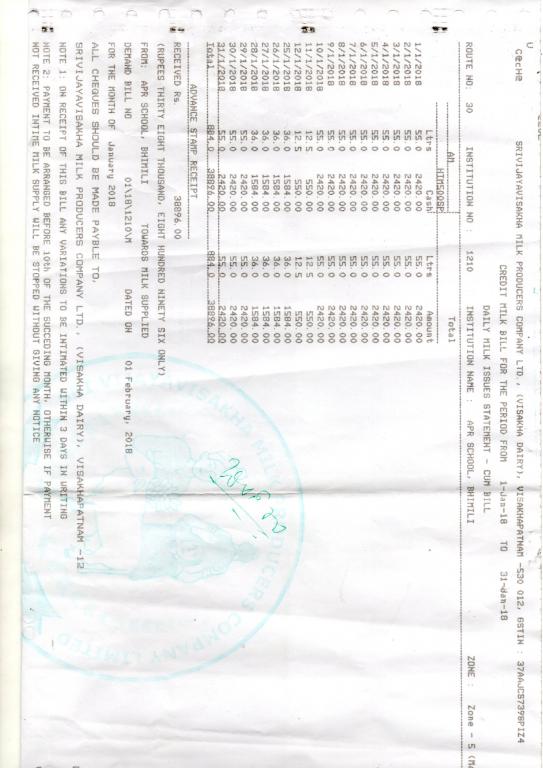 C@cH@
SRIVIJAYAVISAKHA MILK PRODUCERS COMPANY LTD , (VISAKHA DAIRY), VISAKHAPATNAM -530 012, GSTIN : 37AAJCS7398P1Z4
CREDIT MILK BILL FOR THE PERIOD FROM 1-Jan-18 TO 31-Jan-18
DAILY MILK ISSUES STATEMENT - CUM BILL
ROUTE NO: 30 INSTITUTION NO : 1210 INSTITUTION NAME : APR SCHOOL, BHIMILI ZONE : Zone - 5
HTM500SP Total
AM
Ltrs Cash Ltrs Amount
1/1/2018 55.0 2420.00 55.0 2420.00
2/1/2018 55.0 2420.00 55.0 2420.00
3/1/2018 55.0 2420.00 55.0 2420.00
4/1/2018 55.0 2420.00 55.0 2420.00
5/1/2018 55.0 2420.00 55.0 2420.00
6/1/2018 55.0 2420.00 55.0 2420.00
7/1/2018 55.0 2420.00 55.0 2420.00
8/1/2018 55.0 2420.00 55.0 2420.00
9/1/2018 55.0 2420.00 55.0 2420.00
10/1/2018 55.0 2420.00 55.0 2420.00
11/1/2018 12.5 550.00 12.5 550.00
12/1/2018 12.5 550.00 12.5 550.00
25/1/2018 36.0 1584.00 36.0 1584.00
26/1/2018 36.0 1584.00 36.0 1584.00
27/1/2018 36.0 1584.00 36.0 1584.00
28/1/2018 36.0 1584.00 36.0 1584.00
29/1/2018 55.0 2420.00 55.0 2420.00
30/1/2018 55.0 2420.00 55.0 2420.00
31/1/2018 55.0 2420.00 55.0 2420.00
Total 884.0 38896.00 884.0 38896.00
ADVANCE STAMP RECEIPT
RECEIVED Rs. 38896.00
(RUPEES THIRTY EIGHT THOUSAND, EIGHT HUNDRED NINETY SIX ONLY)
FROM: APR SCHOOL, BHIMILI TOWARDS MILK SUPPLIED
DEMAND BILL NO 01\18\1210\M DATED ON 01 February, 2018
FOR THE MONTH OF January 2018
ALL CHEQUES SHOULD BE MADE PAYBLE TO,
SRIVIJAYAVISAKHA MILK PRODUCERS COMPANY LTD., (VISAKHA DAIRY), VISAKHAPATNAM -12
NOTE 1: ON RECEIPT OF THIS BILL ANY VARIATIONS TO BE INTIMATED WITHIN 3 DAYS IN WRITING
NOTE 2: PAYMENT TO BE ARRANGED BEFORE 10th OF THE SUCCEDING MONTH, OTHERWISE IF PAYMENT
NOT RECEIVED INTIME MILK SUPPLY WILL BE STOPPED WITHOUT GIVING ANY NOTICE
COMPANY LIMITED